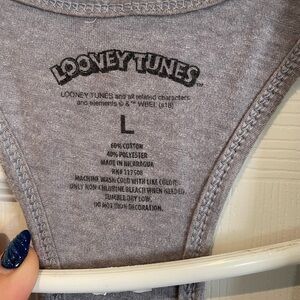 LOONEY TUNES
LOONEY TUNES and all related characters
and elements © & ™ WBEI. (s18)
L
60% COTTON
40% POLYESTER
MADE IN NICARAGUA
RN# 117508
MACHINE WASH COLD WITH LIKE COLORS
ONLY NON CHLORINE BLEACH WHEN NEEDED.
TUMBLE DRY LOW.
DO NOT IRON DECORATION.